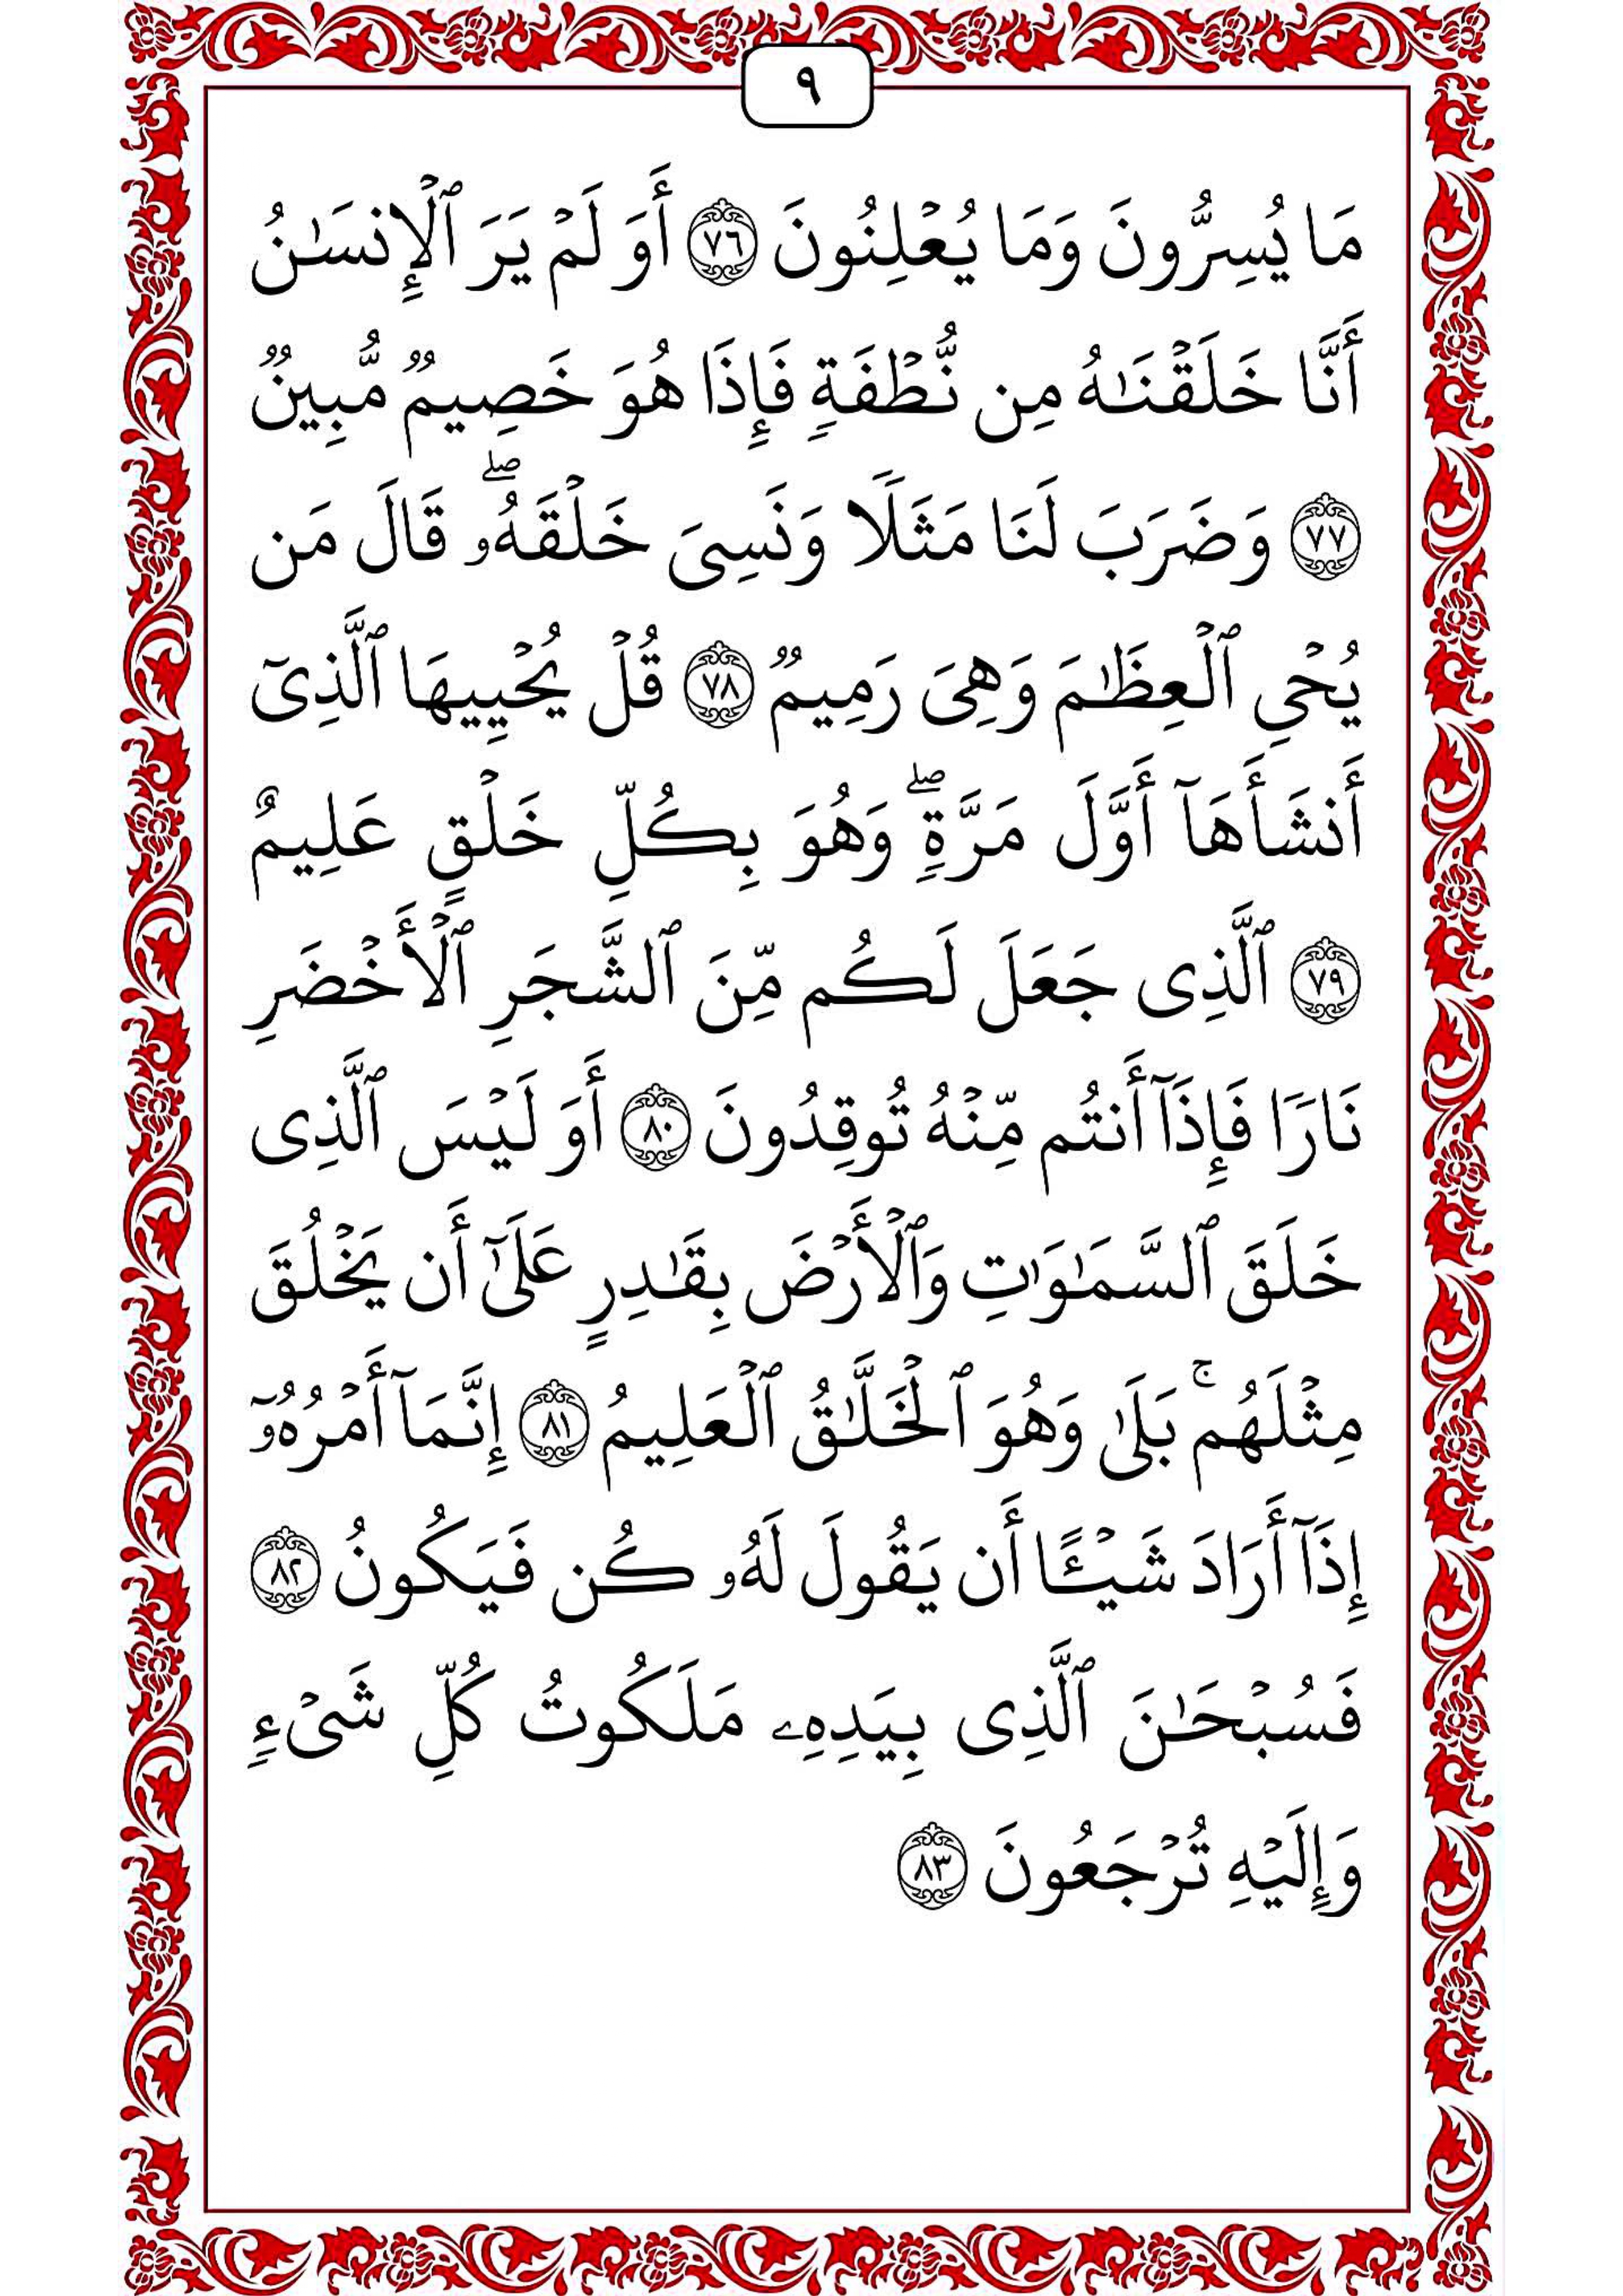 ٩
مَا يُسِرُّونَ وَمَا يُعۡلِنُونَ ٧٦ أَوَ لَمۡ يَرَ ٱلۡإِنسَٰنُ
أَنَّا خَلَقۡنَٰهُ مِن نُّطۡفَةٖ فَإِذَا هُوَ خَصِيمٞ مُّبِينٞ
٧٧ وَضَرَبَ لَنَا مَثَلٗا وَنَسِيَ خَلۡقَهُۥۖ قَالَ مَن
يُحۡيِ ٱلۡعِظَٰمَ وَهِيَ رَمِيمٞ ٧٨ قُلۡ يُحۡيِيهَا ٱلَّذِيٓ
أَنشَأَهَآ أَوَّلَ مَرَّةٖۖ وَهُوَ بِكُلِّ خَلۡقٍ عَلِيمٌ
٧٩ ٱلَّذِي جَعَلَ لَكُم مِّنَ ٱلشَّجَرِ ٱلۡأَخۡضَرِ
نَارٗا فَإِذَآ أَنتُم مِّنۡهُ تُوقِدُونَ ٨٠ أَوَ لَيۡسَ ٱلَّذِي
خَلَقَ ٱلسَّمَٰوَٰتِ وَٱلۡأَرۡضَ بِقَٰدِرٍ عَلَىٰٓ أَن يَخۡلُقَ
مِثۡلَهُمۚ بَلَىٰ وَهُوَ ٱلۡخَلَّٰقُ ٱلۡعَلِيمُ ٨١ إِنَّمَآ أَمۡرُهُۥٓ
إِذَآ أَرَادَ شَيۡـًٔا أَن يَقُولَ لَهُۥ كُن فَيَكُونُ ٨٢
فَسُبۡحَٰنَ ٱلَّذِي بِيَدِهِۦ مَلَكُوتُ كُلِّ شَيۡءٖ
وَإِلَيۡهِ تُرۡجَعُونَ ٨٣